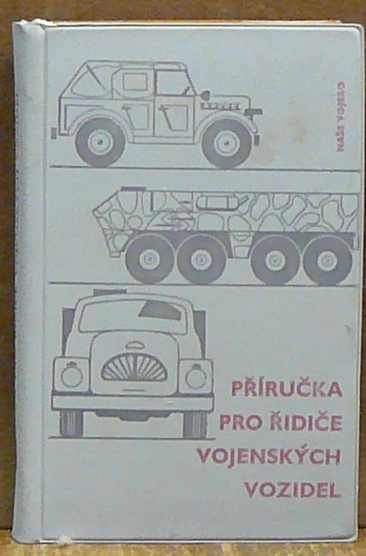 NAŠE VOJSKO
PŘÍRUČKA
PRO ŘIDIČE
VOJENSKÝCH
VOZIDEL